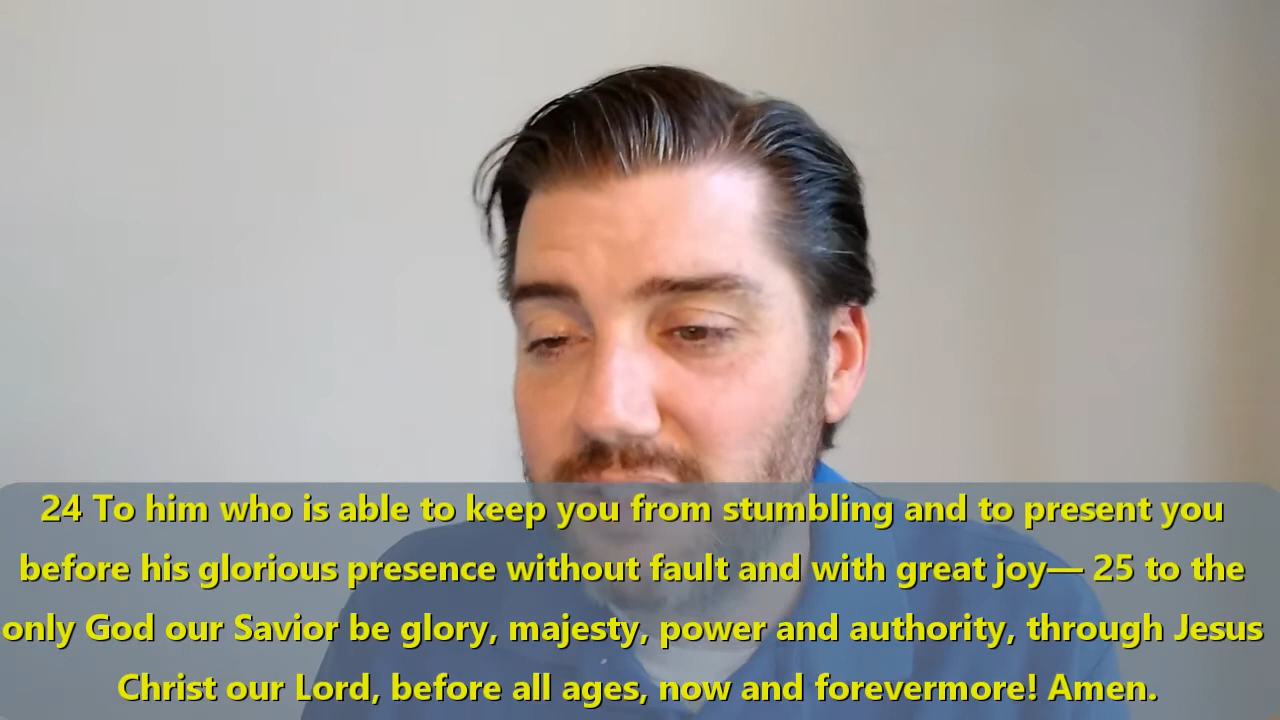 24 To him who is able to keep you from stumbling and to present you
before his glorious presence without fault and with great joy— 25 to the
only God our Savior be glory, majesty, power and authority, through Jesus
Christ our Lord, before all ages, now and forevermore! Amen.